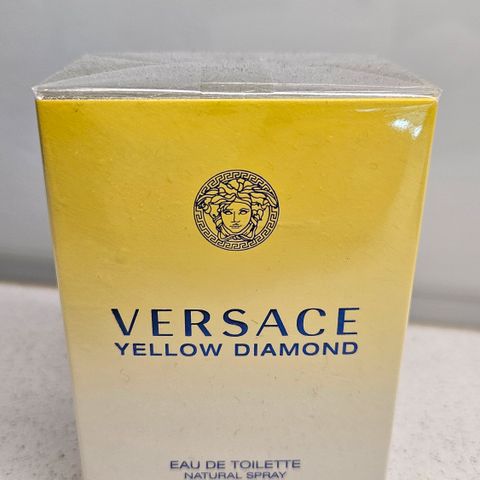 VERSACE
YELLOW DIAMOND
EAU DE TOILETTE
NATURAL SPRAY